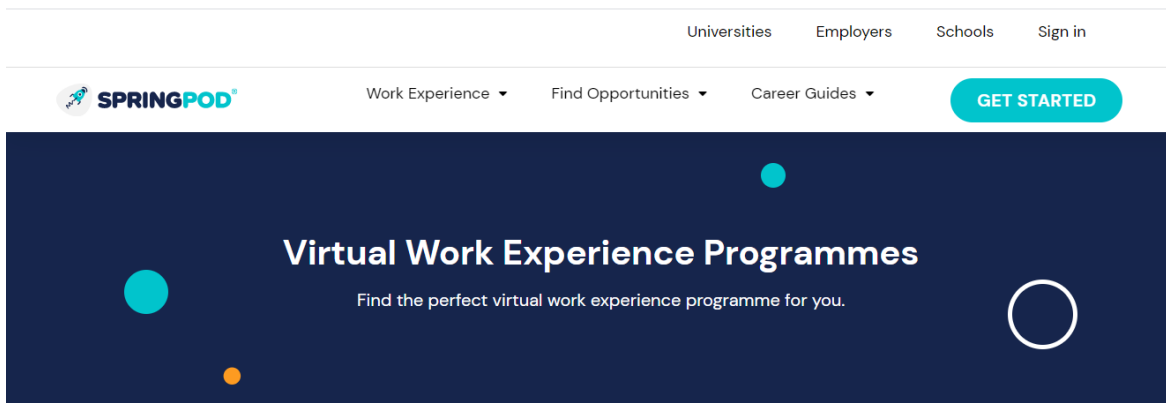 Universities Employers Schools Sign in
SPRINGPOD® Work Experience Find Opportunities Career Guides GET STARTED
Virtual Work Experience Programmes
Find the perfect virtual work experience programme for you.